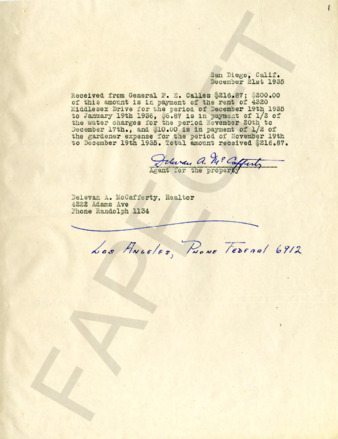 1
San Diego, Calif.
December 21st 1935
Received from General P. E. Calles $216.87; $200.00
of this amount is in payment of the rent of 4320
Middlesex Drive for the period of December 19th 1935
to January 19th 1936, $6.87 is in payment of 1/2 of
the water charges for the period November 20th to
December 17th., and $10.00 is in payment of 1/2 of
the gardener expense for the period of November 19th
to December 19th 1935. Total amount received $216.87.
Delevan A. McCafferty
Agent for the property
Delevan A. McCafferty, Realtor
4222 Adams Ave
Phone Randolph 1134
Los Angeles, Phone Federal 6912
FAPECFT